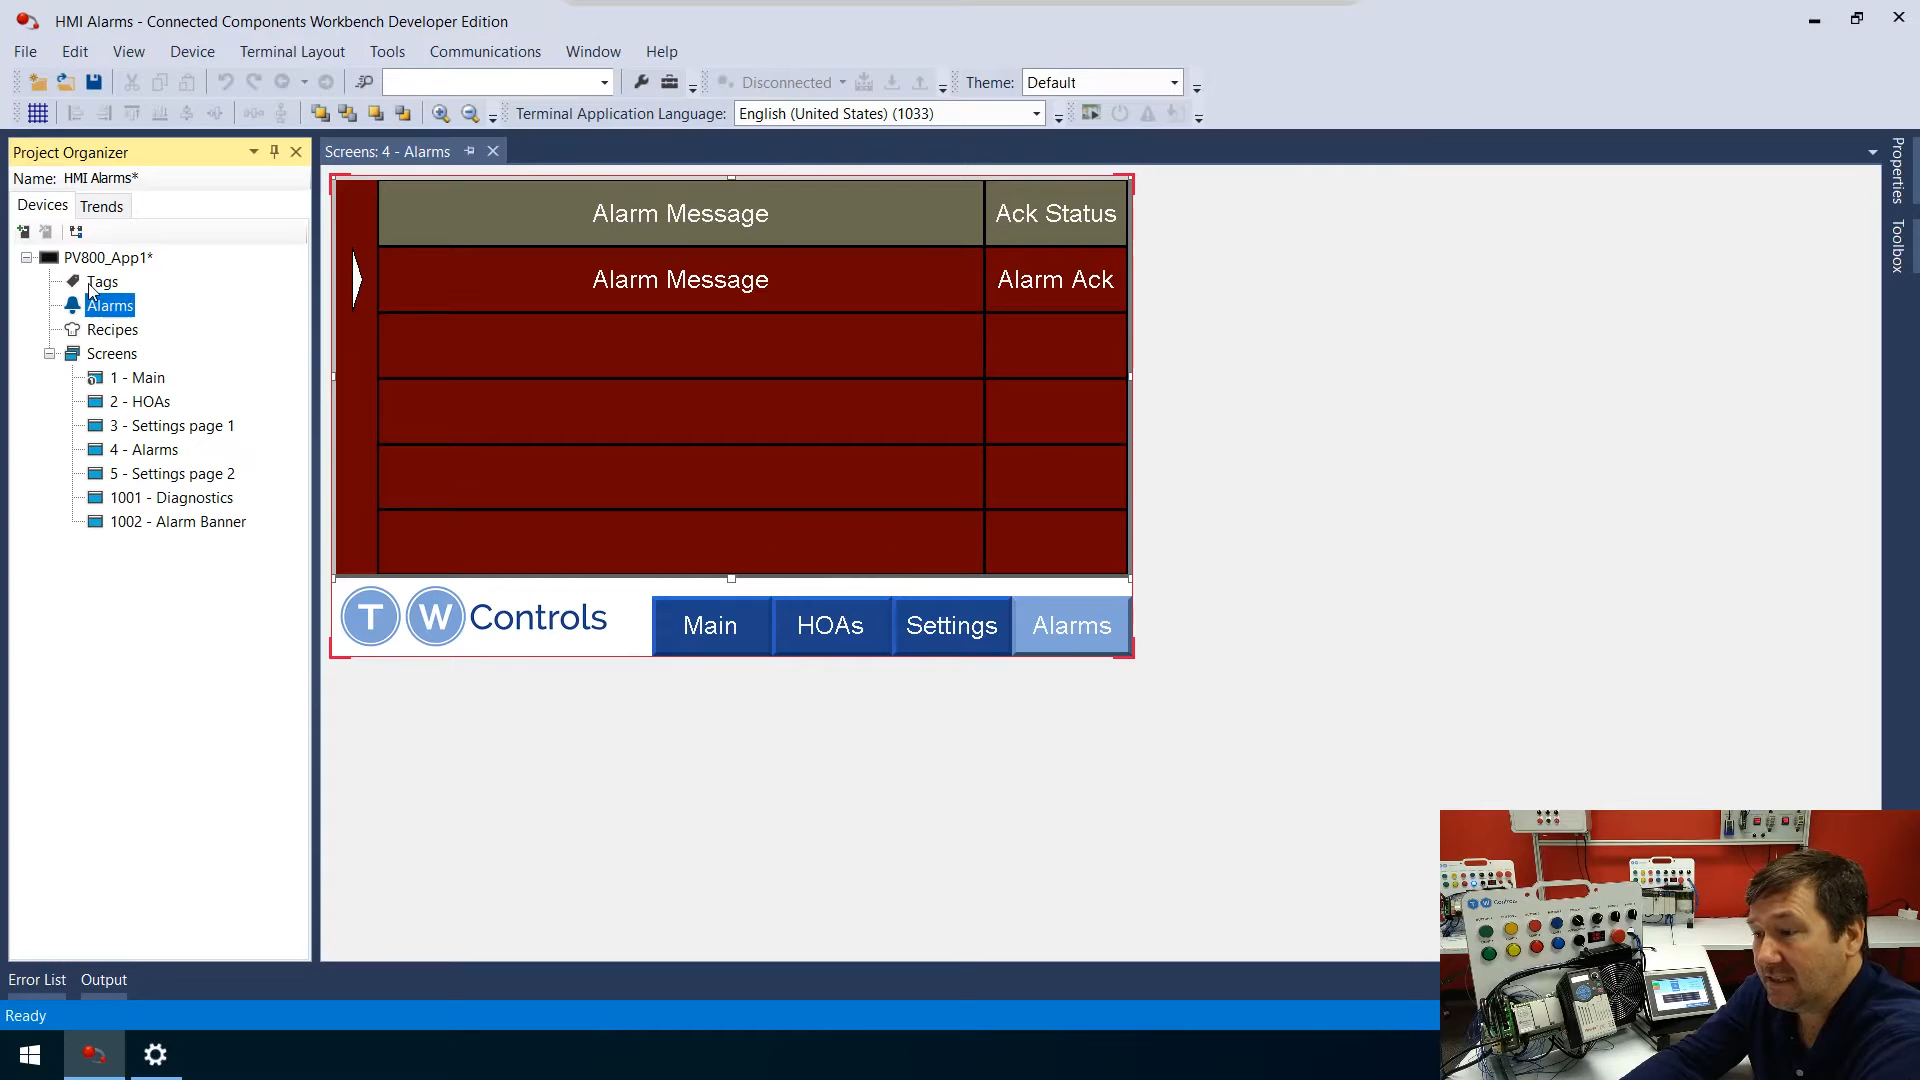 HMI Alarms - Connected Components Workbench Developer Edition
File Edit View Device Terminal Layout Tools Communications Window Help
Disconnected Theme: Default
Terminal Application Language: English (United States) (1033)
Project Organizer
Name: HMI Alarms*
Devices Trends
PV800_App1*
Tags
Alarms
Recipes
Screens
1 - Main
2 - HOAs
3 - Settings page 1
4 - Alarms
5 - Settings page 2
1001 - Diagnostics
1002 - Alarm Banner
Screens: 4 - Alarms
Alarm Message Ack Status
Alarm Message Alarm Ack
T W Controls
Main HOAs Settings Alarms
Properties
Toolbox
Error List Output
Ready
T W Controls